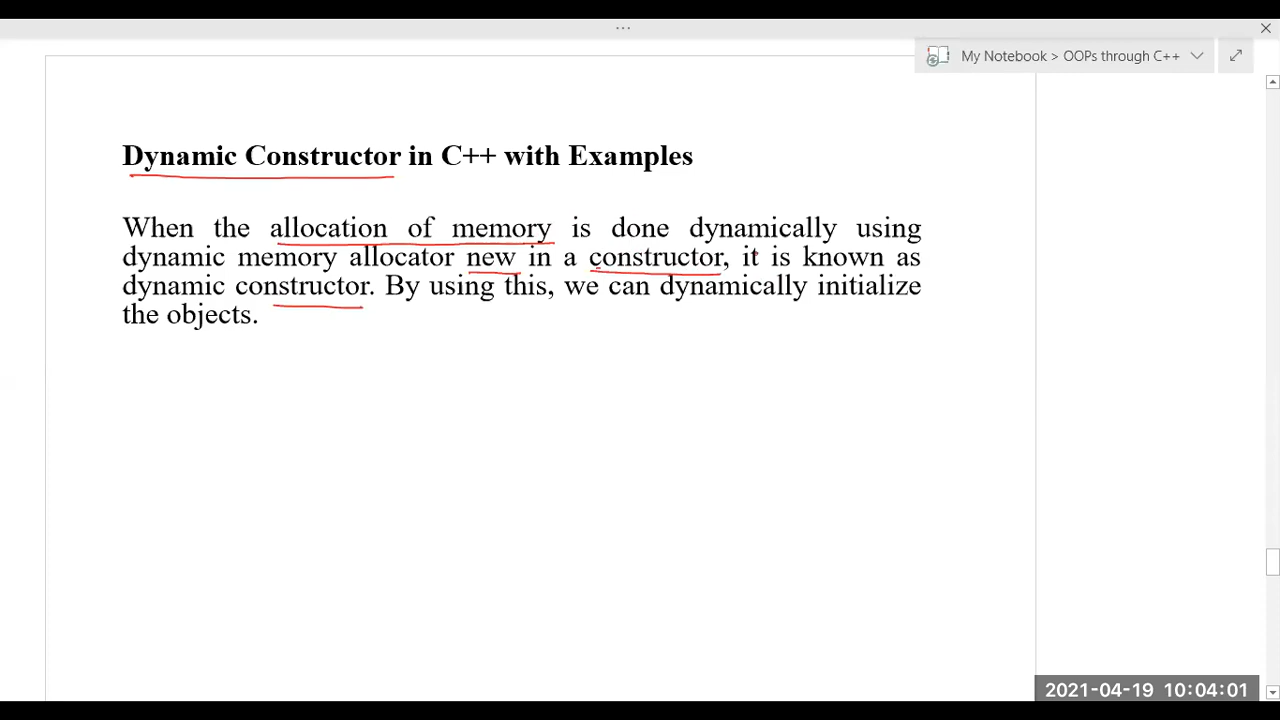 ...
My Notebook > OOPs through C++
Dynamic Constructor in C++ with Examples
When the allocation of memory is done dynamically using
dynamic memory allocator new in a constructor, it is known as
dynamic constructor. By using this, we can dynamically initialize
the objects.
2021-04-19 10:04:01